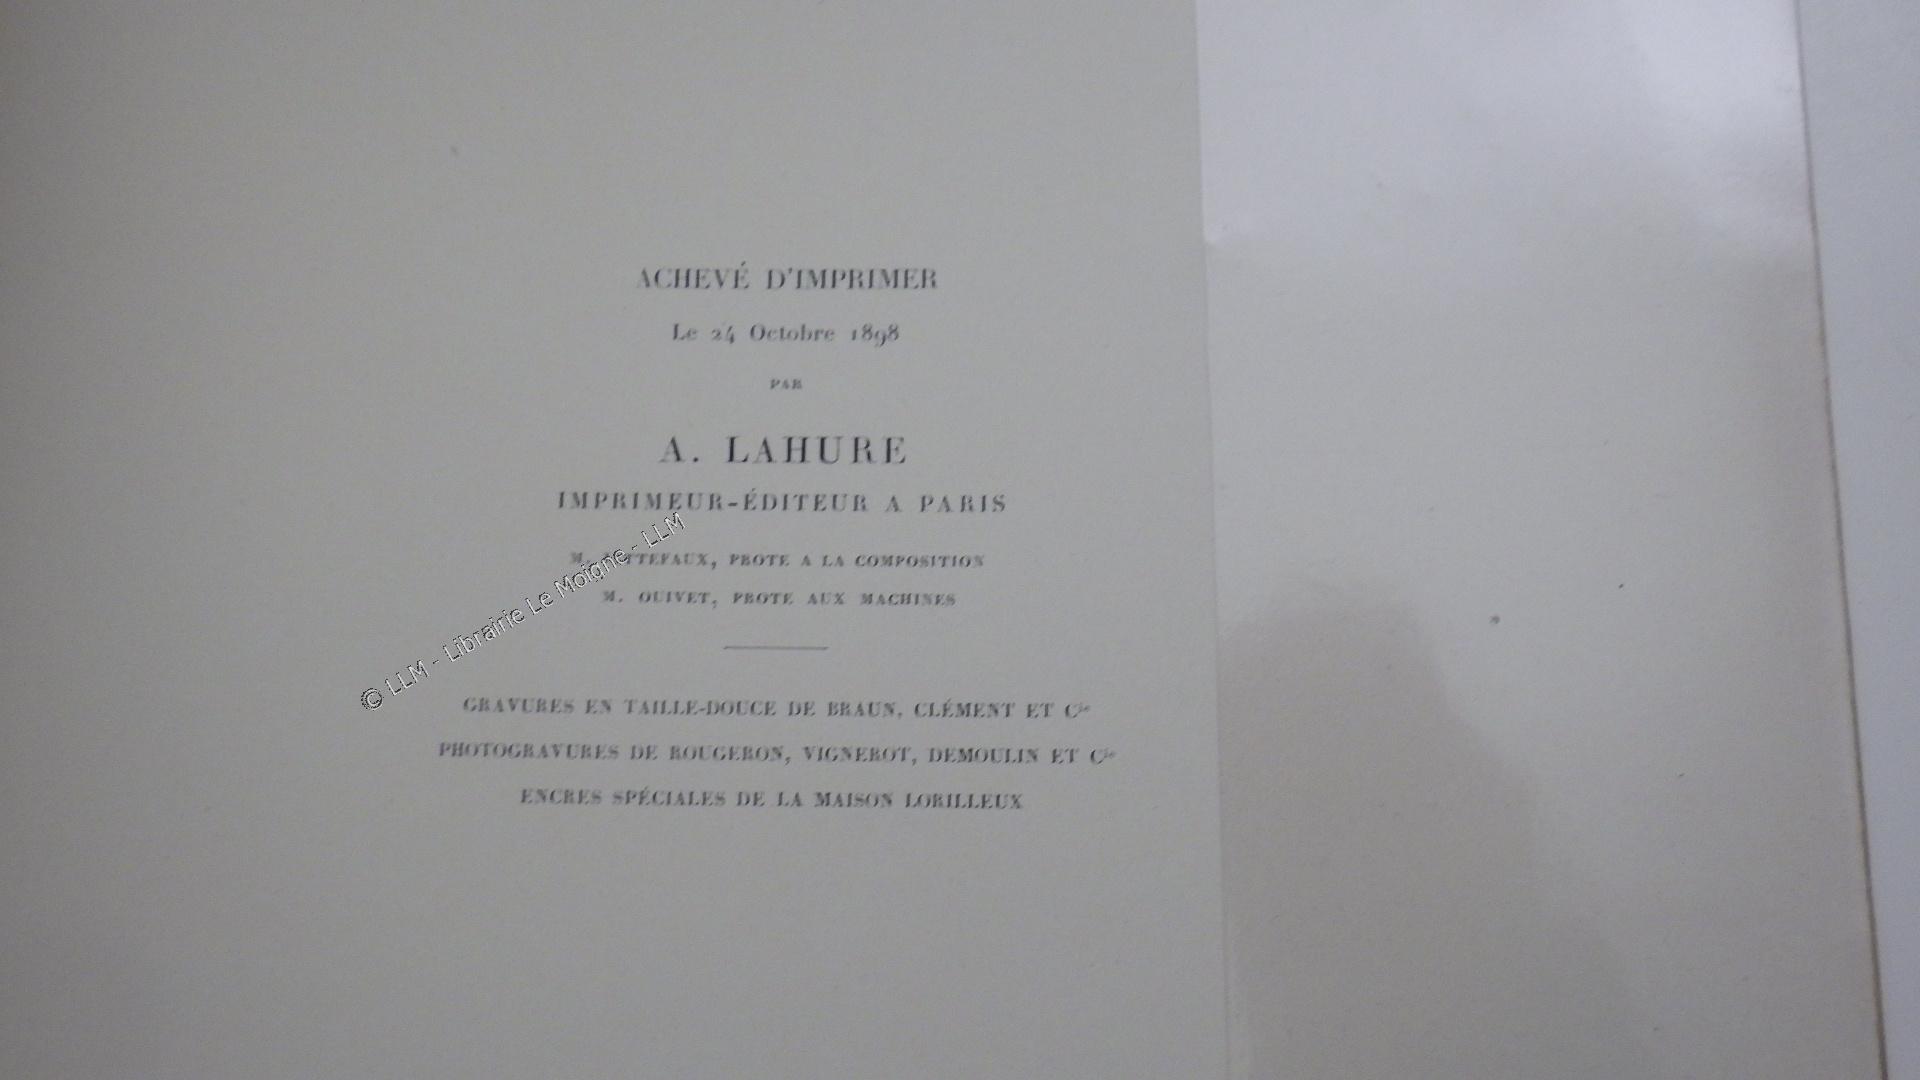 ACHEVÉ D'IMPRIMER
Le 24 Octobre 1898
PAR
A. LAHURE
IMPRIMEUR-ÉDITEUR A PARIS
M. PROTE A LA COMPOSITION
M. OUIVET, PROTE AUX MACHINES
GRAVURES EN TAILLE-DOUCE DE BRAUN, CLÉMENT ET Cie
PHOTOGRAVURES DE ROUGERON, VIGNEROT, DEMOULIN ET Cie
ENCRES SPÉCIALES DE LA MAISON LORILLEUX
© LLM - Librairie Le Moigne - LLM